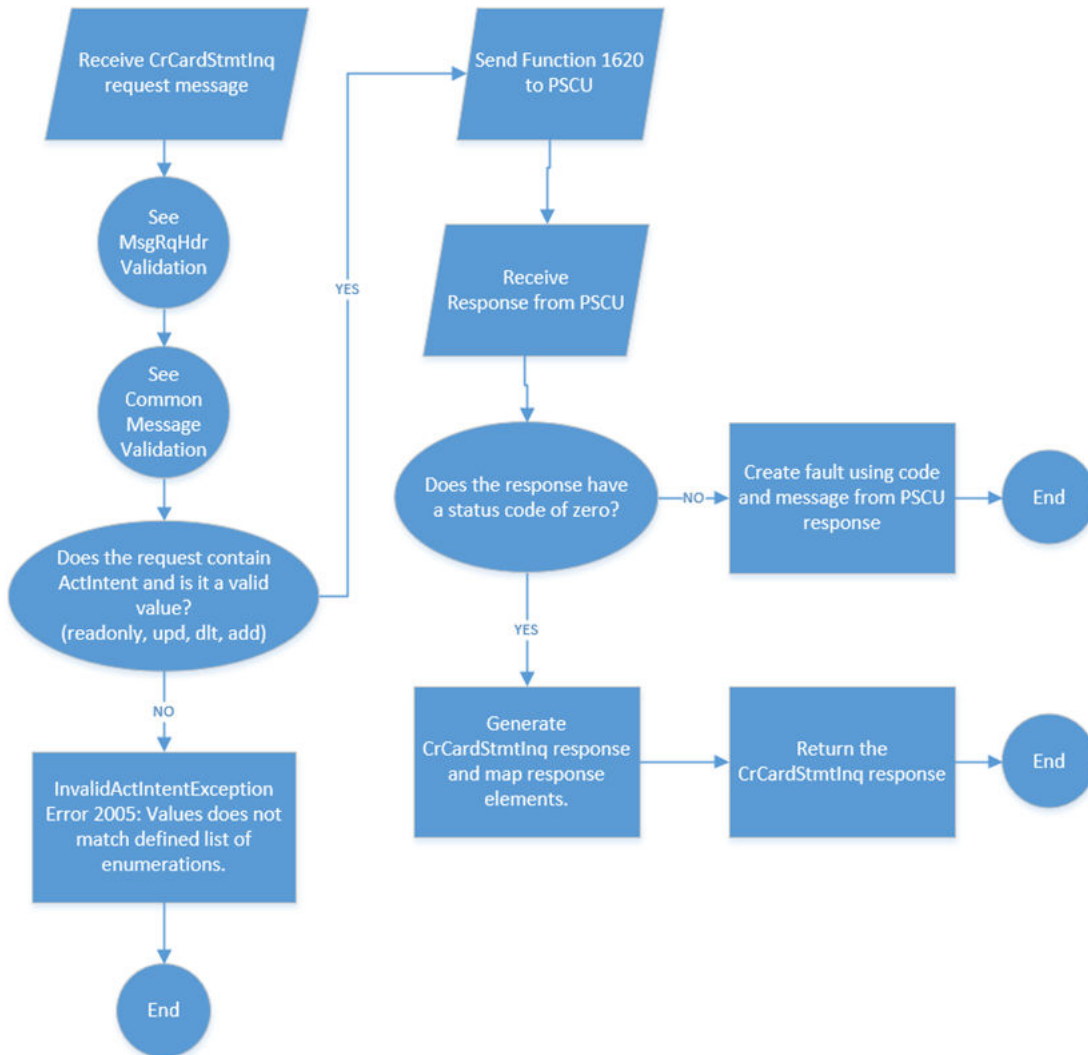 Receive CrCardStmtInq
request message
See
MsgRqHdr
Validation
See
Common
Message
Validation
Does the request contain
ActIntent and is it a valid
value?
(readonly, upd, dlt, add)
NO
InvalidActIntentException
Error 2005: Values does not
match defined list of
enumerations.
End
YES
Send Function 1620
to PSCU
Receive
Response from PSCU
Does the response have
a status code of zero?
NO
Create fault using code
and message from PSCU
response
End
YES
Generate
CrCardStmtInq response
and map response
elements.
Return the
CrCardStmtInq response
End